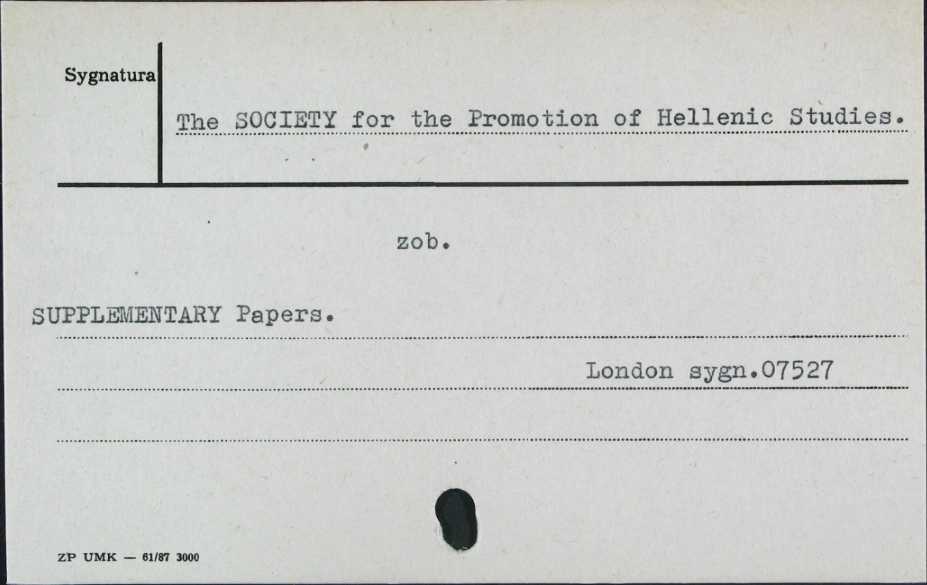 Sygnatura
The SOCIETY for the Promotion of Hellenic Studies.
zob.
SUPPLEMENTARY Papers.
London sygn.07527
ZP UMK — 61/87 3000